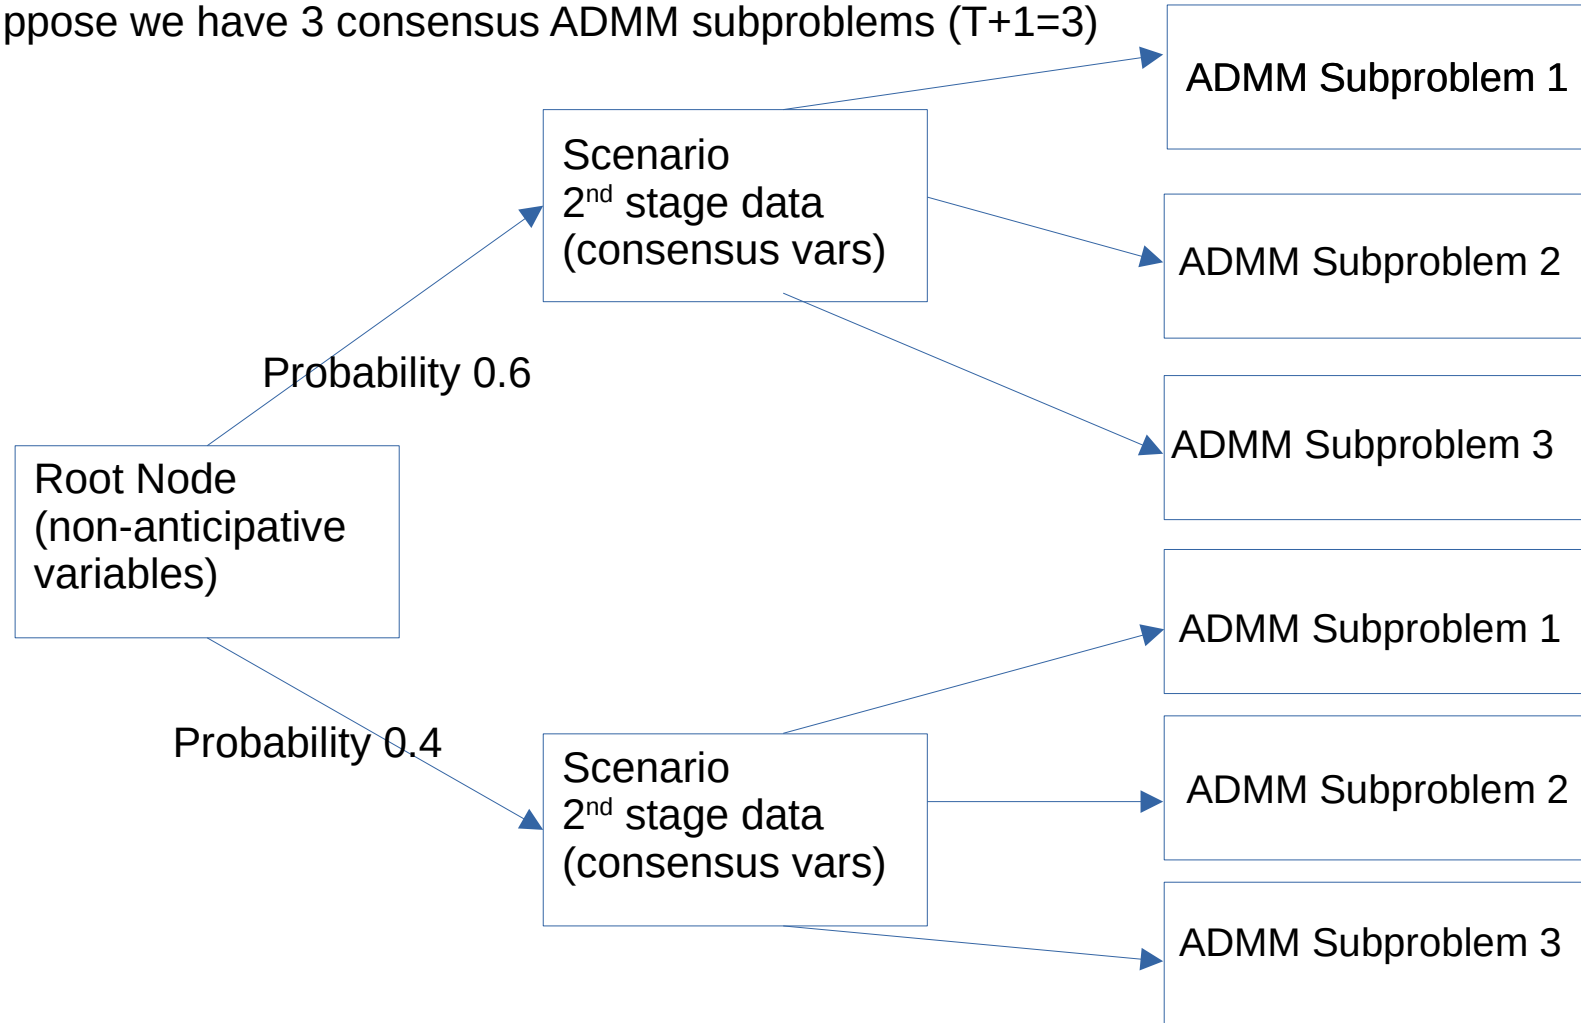 ppose we have 3 consensus ADMM subproblems (T+1=3)
ADMM Subproblem 1
Scenario
2nd stage data
(consensus vars)
ADMM Subproblem 2
Probability 0.6
ADMM Subproblem 3
Root Node
(non-anticipative
variables)
ADMM Subproblem 1
Probability 0.4
Scenario
2nd stage data
(consensus vars)
ADMM Subproblem 2
ADMM Subproblem 3